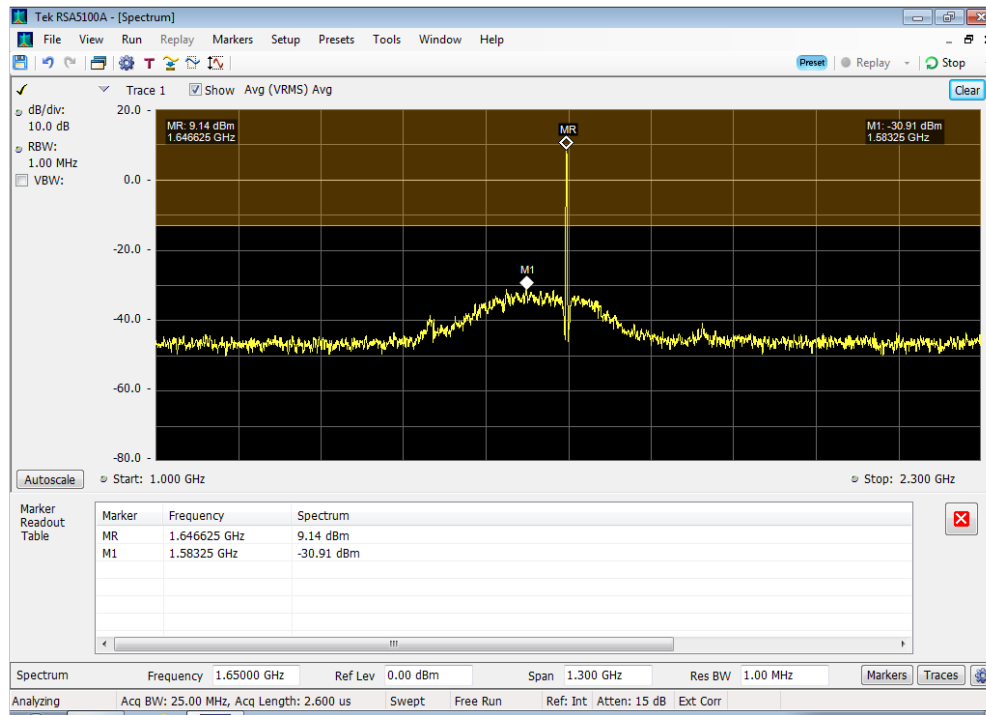 Tek RSA5100A - [Spectrum]
File View Run Replay Markers Setup Presets Tools Window Help
T Preset Replay Stop
Trace 1 Show Avg (VRMS) Avg Clear
dB/div:
10.0 dB
RBW:
1.00 MHz
VBW:
20.0
0.0
-20.0
-40.0
-60.0
-80.0
MR: 9.14 dBm
1.646625 GHz
MR
M1: -30.91 dBm
1.58325 GHz
M1
Autoscale Start: 1.000 GHz Stop: 2.300 GHz
Marker
Readout
Table
Marker Frequency Spectrum
MR 1.646625 GHz 9.14 dBm
M1 1.58325 GHz -30.91 dBm
Spectrum Frequency 1.65000 GHz Ref Lev 0.00 dBm Span 1.300 GHz Res BW 1.00 MHz Markers Traces
Analyzing Acq BW: 25.00 MHz, Acq Length: 2.600 us Swept Free Run Ref: Int Atten: 15 dB Ext Corr